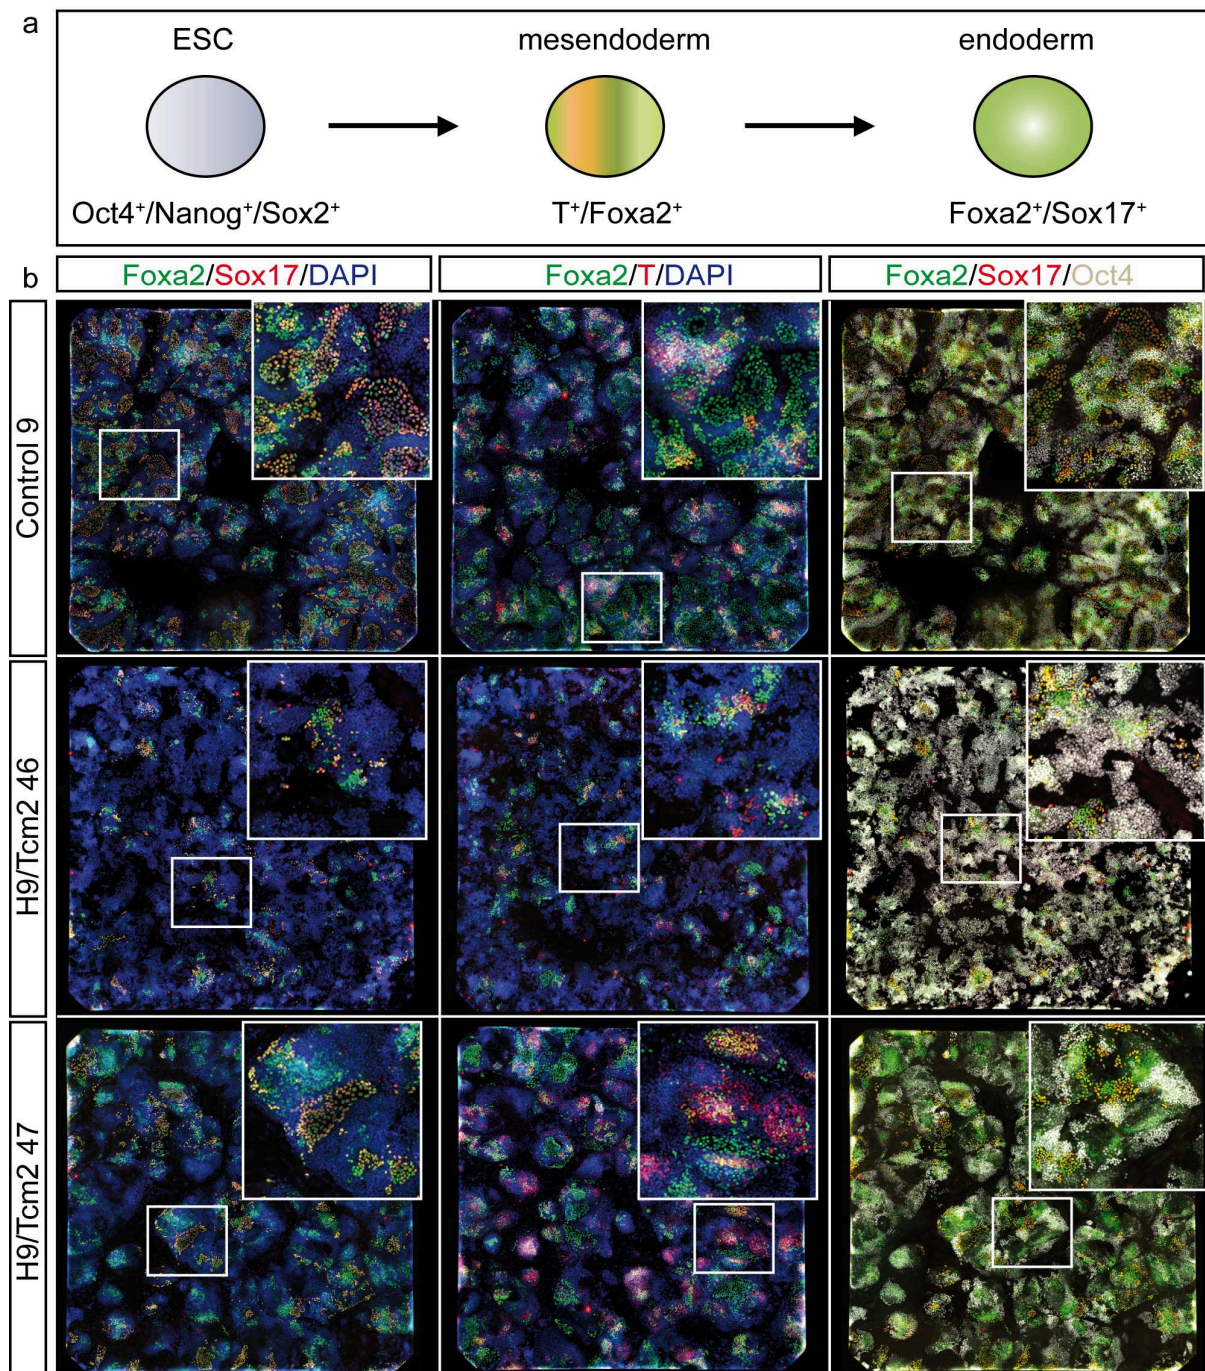 a
ESC mesendoderm endoderm
Oct4⁺/Nanog⁺/Sox2⁺ T⁺/Foxa2⁺ Foxa2⁺/Sox17⁺
b
Foxa2/Sox17/DAPI Foxa2/T/DAPI Foxa2/Sox17/Oct4
Control 9
H9/Tcm2 46
H9/Tcm2 47